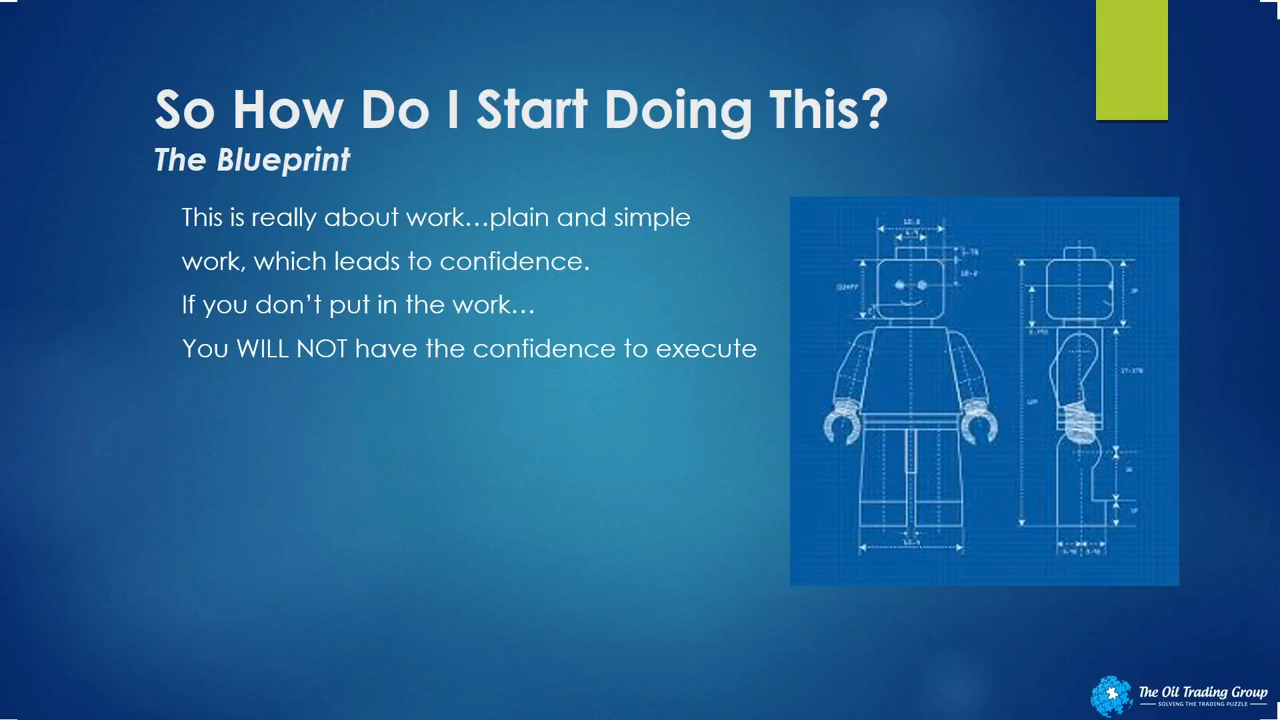 So How Do I Start Doing This?
The Blueprint
This is really about work…plain and simple
work, which leads to confidence.
If you don’t put in the work…
You WILL NOT have the confidence to execute
The Oil Trading Group
SOLVING THE TRADING PUZZLE